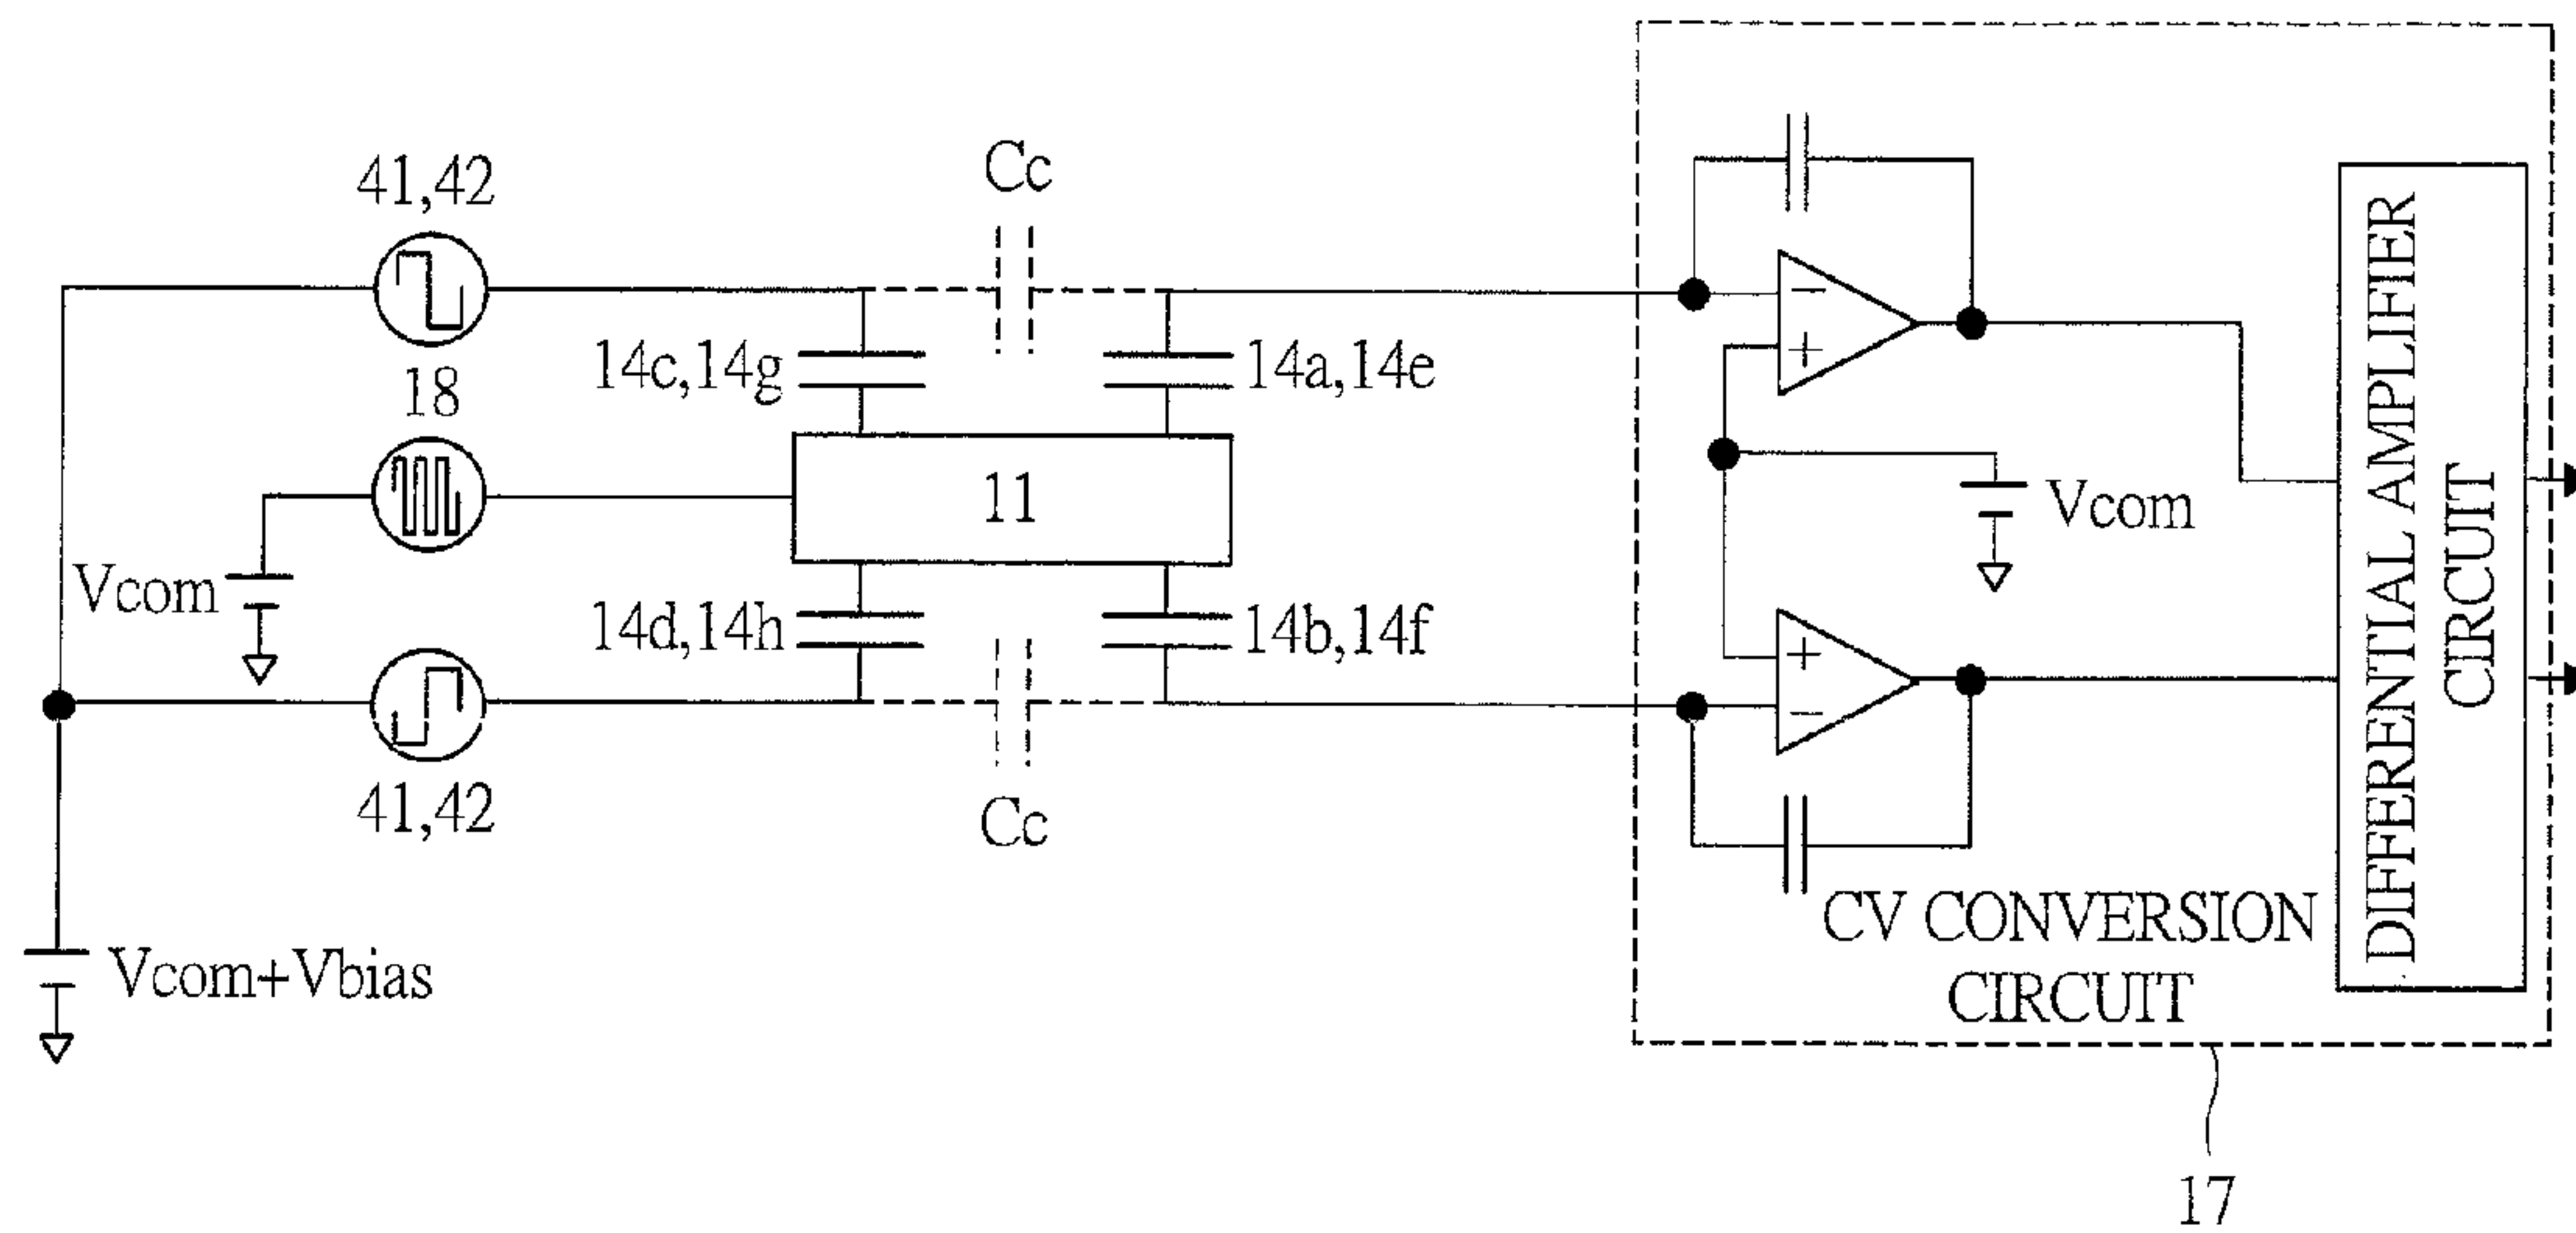 Cc
41,42
14c,14g
14a,14e
18
11
Vcom
Vcom
14d,14h
14b,14f
41,42
Cc
Vcom+Vbias
CV CONVERSION
CIRCUIT
DIFFERENTIAL AMPLIFIER
CIRCUIT
17